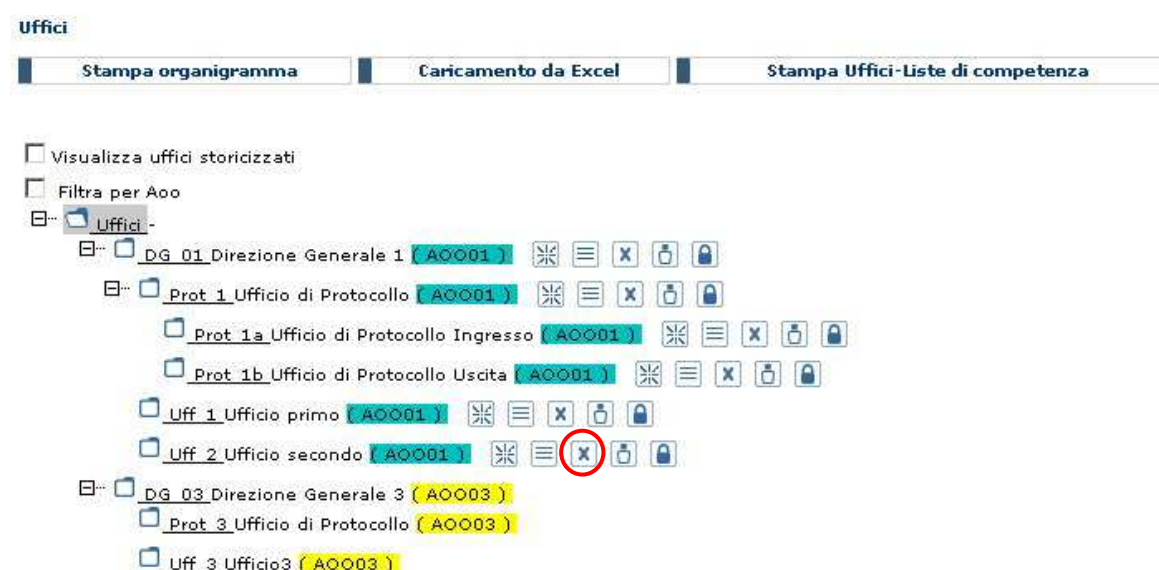 Uffici
Stampa organigramma Caricamento da Excel Stampa Uffici-Liste di competenza
Visualizza uffici storicizzati
Filtra per Aoo
Uffici -
DG_01 Direzione Generale 1 ( AOO01 )
Prot_1 Ufficio di Protocollo ( AOO01 )
Prot_1a Ufficio di Protocollo Ingresso ( AOO01 )
Prot_1b Ufficio di Protocollo Uscita ( AOO01 )
Uff_1 Ufficio primo ( AOO01 )
Uff_2 Ufficio secondo ( AOO01 )
DG_03 Direzione Generale 3 ( AOO03 )
Prot_3 Ufficio di Protocollo ( AOO03 )
Uff_3 Ufficio3 ( AOO03 )